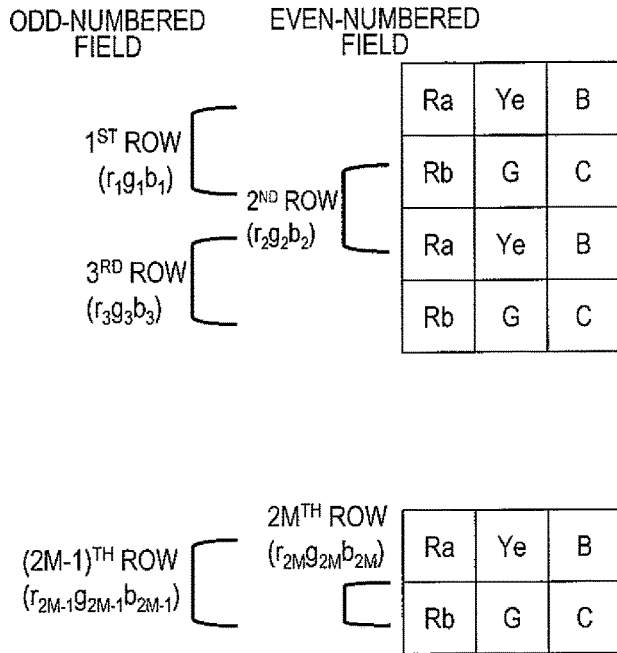 ODD-NUMBERED FIELD
EVEN-NUMBERED FIELD
Ra Ye B
1ST ROW
(r1g1b1)
Rb G C
2ND ROW
(r2g2b2)
Ra Ye B
3RD ROW
(r3g3b3)
Rb G C
2MTH ROW
(r2Mg2Mb2M)
Ra Ye B
(2M-1)TH ROW
(r2M-1g2M-1b2M-1)
Rb G C